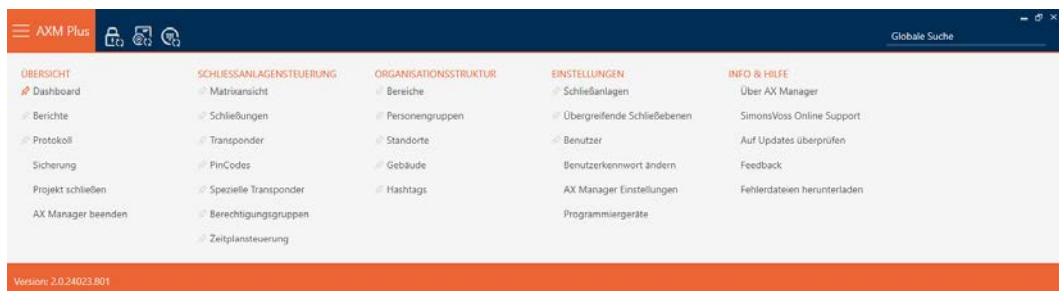 AXM Plus
Globale Suche
ÜBERSICHT
Dashboard
Berichte
Protokoll
Sicherung
Projekt schließen
AX Manager beenden
SCHLIESSANLAGENSTEUERUNG
Matrixansicht
Schließungen
Transponder
PinCodes
Spezielle Transponder
Berechtigungsgruppen
Zeitplansteuerung
ORGANISATIONSSTRUKTUR
Bereiche
Personengruppen
Standorte
Gebäude
Hashtags
EINSTELLUNGEN
Schließanlagen
Übergreifende Schließebenen
Benutzer
Benutzerkennwort ändern
AX Manager Einstellungen
Programmiergeräte
INFO & HILFE
Über AX Manager
SimonsVoss Online Support
Auf Updates überprüfen
Feedback
Fehlerdateien herunterladen
Version: 2.0.24023.801